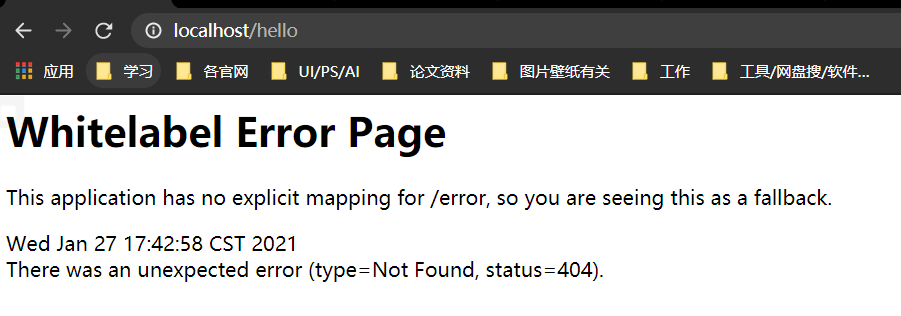 localhost/hello
应用 学习 各官网 UI/PS/AI 论文资料 图片壁纸有关 工作 工具/网盘搜/软件...
Whitelabel Error Page
This application has no explicit mapping for /error, so you are seeing this as a fallback.
Wed Jan 27 17:42:58 CST 2021
There was an unexpected error (type=Not Found, status=404).